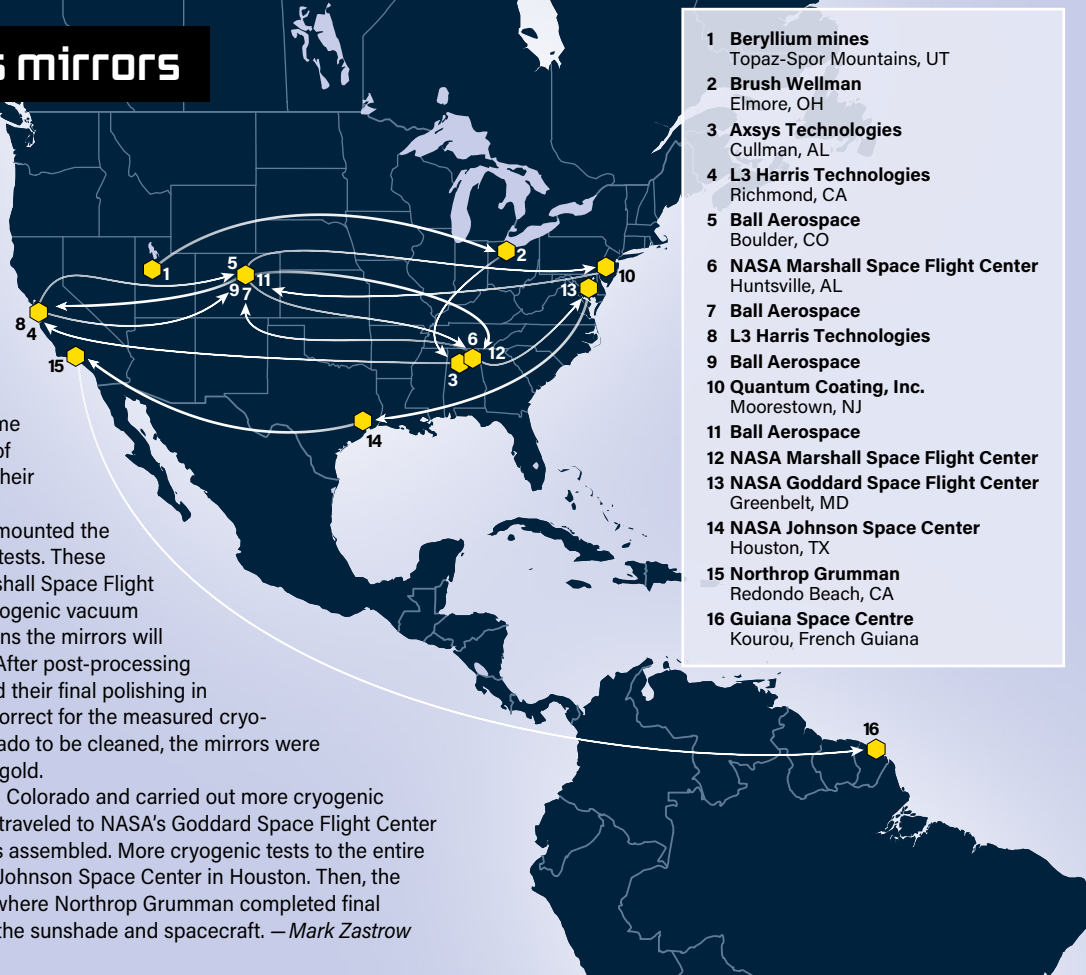 s mirrors
1 Beryllium mines
Topaz-Spor Mountains, UT
2 Brush Wellman
Elmore, OH
3 Axsys Technologies
Cullman, AL
4 L3 Harris Technologies
Richmond, CA
5 Ball Aerospace
Boulder, CO
6 NASA Marshall Space Flight Center
Huntsville, AL
7 Ball Aerospace
8 L3 Harris Technologies
9 Ball Aerospace
10 Quantum Coating, Inc.
Moorestown, NJ
11 Ball Aerospace
12 NASA Marshall Space Flight Center
13 NASA Goddard Space Flight Center
Greenbelt, MD
14 NASA Johnson Space Center
Houston, TX
15 Northrop Grumman
Redondo Beach, CA
16 Guiana Space Centre
Kourou, French Guiana
1
2
5
11
9
7
10
13
8
4
6
12
3
15
14
16
me
of
heir
mounted the
tests. These
shall Space Flight
ogenic vacuum
ns the mirrors will
After post-processing
d their final polishing in
orrect for the measured cryo-
ado to be cleaned, the mirrors were
gold.
Colorado and carried out more cryogenic
traveled to NASA's Goddard Space Flight Center
s assembled. More cryogenic tests to the entire
Johnson Space Center in Houston. Then, the
where Northrop Grumman completed final
the sunshade and spacecraft. —Mark Zastrow